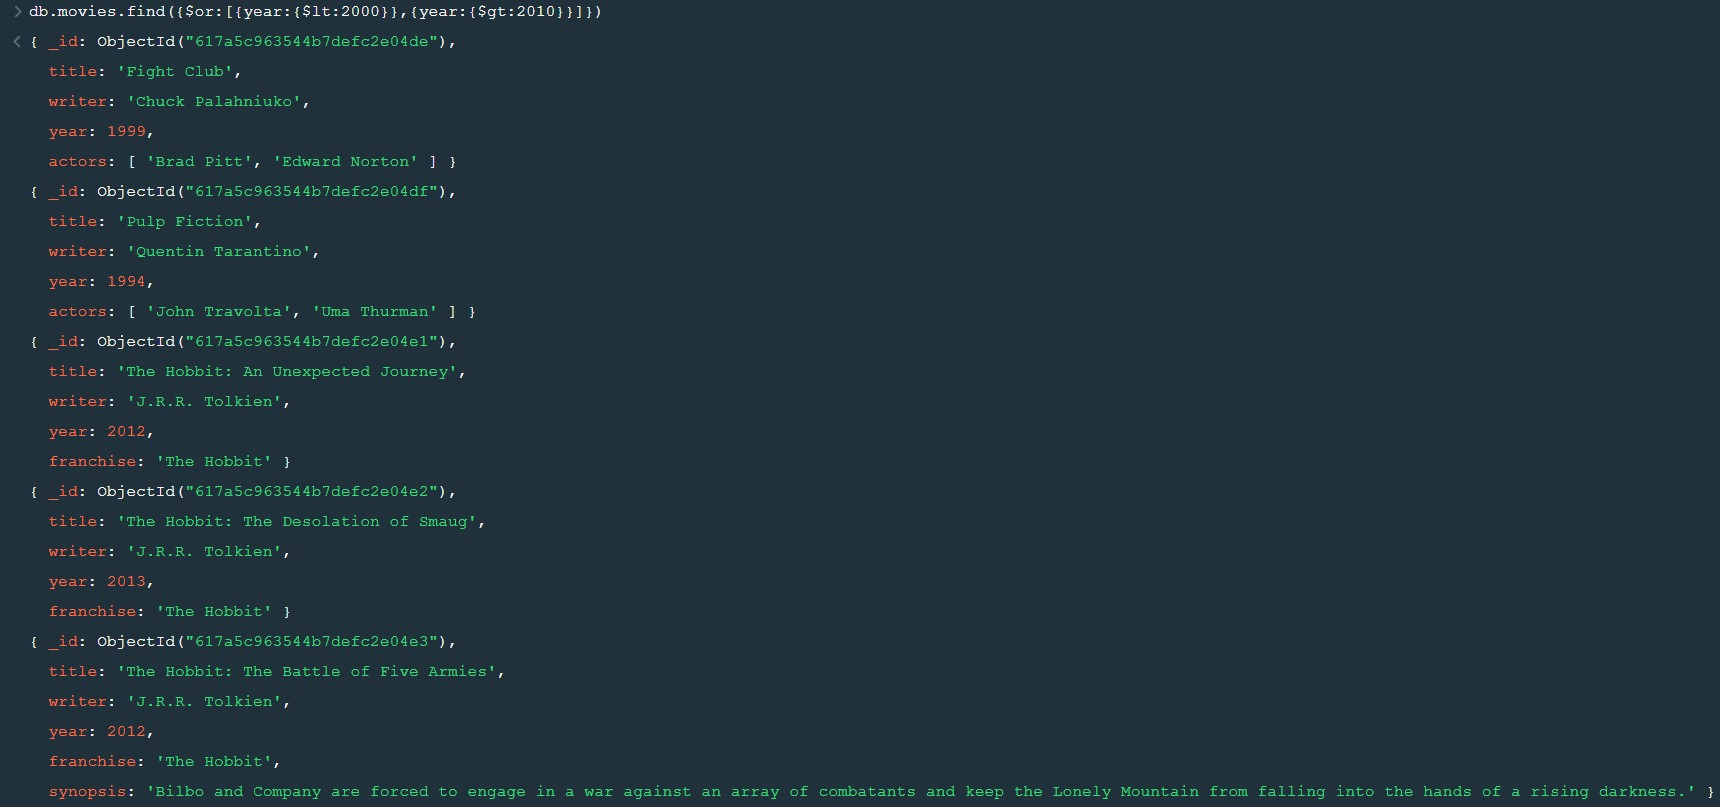 > db.movies.find({$or:[{year:{$lt:2000}},{year:{$gt:2010}}]})
< { _id: ObjectId("617a5c963544b7defc2e04de"),
title: 'Fight Club',
writer: 'Chuck Palahniuko',
year: 1999,
actors: [ 'Brad Pitt', 'Edward Norton' ] }
{ _id: ObjectId("617a5c963544b7defc2e04df"),
title: 'Pulp Fiction',
writer: 'Quentin Tarantino',
year: 1994,
actors: [ 'John Travolta', 'Uma Thurman' ] }
{ _id: ObjectId("617a5c963544b7defc2e04e1"),
title: 'The Hobbit: An Unexpected Journey',
writer: 'J.R.R. Tolkien',
year: 2012,
franchise: 'The Hobbit' }
{ _id: ObjectId("617a5c963544b7defc2e04e2"),
title: 'The Hobbit: The Desolation of Smaug',
writer: 'J.R.R. Tolkien',
year: 2013,
franchise: 'The Hobbit' }
{ _id: ObjectId("617a5c963544b7defc2e04e3"),
title: 'The Hobbit: The Battle of Five Armies',
writer: 'J.R.R. Tolkien',
year: 2012,
franchise: 'The Hobbit',
synopsis: 'Bilbo and Company are forced to engage in a war against an array of combatants and keep the Lonely Mountain from falling into the hands of a rising darkness.' }